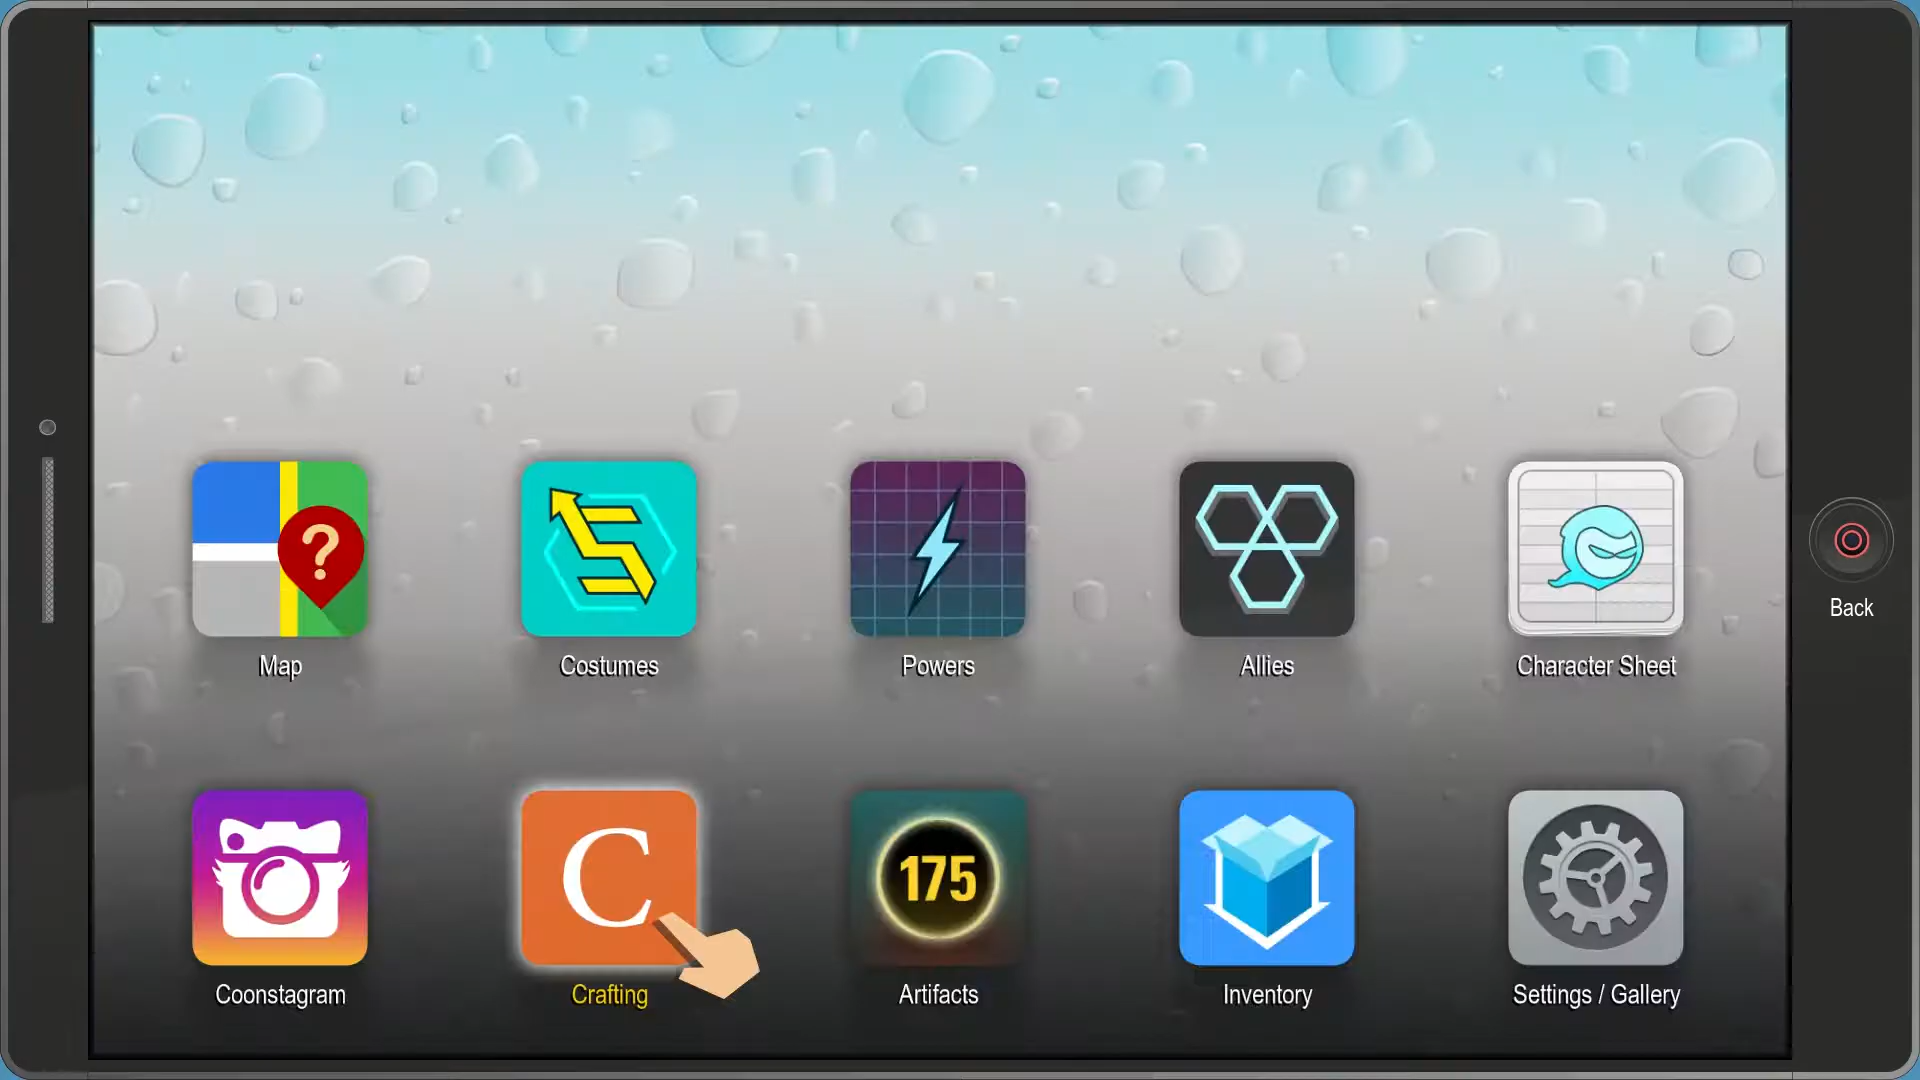 ?
Map
Costumes
Powers
Allies
Character Sheet
Back
C
175
Coonstagram
Crafting
Artifacts
Inventory
Settings / Gallery